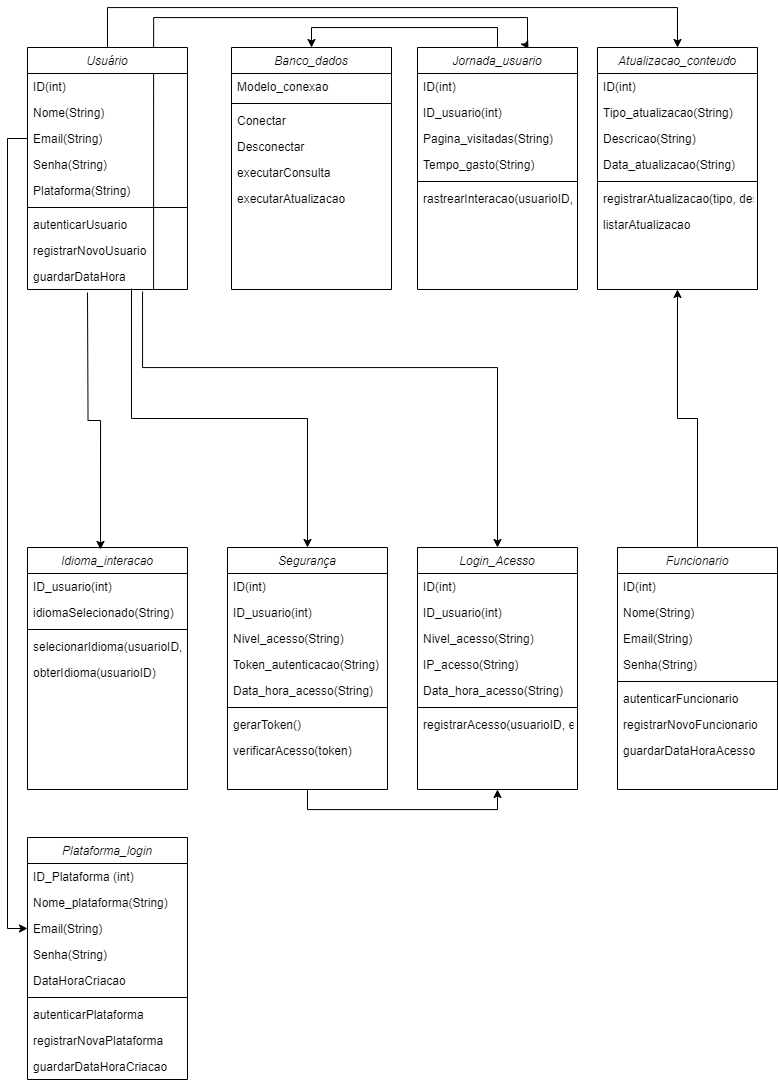 Usuário
ID(int)
Nome(String)
Email(String)
Senha(String)
Plataforma(String)
autenticarUsuario
registrarNovoUsuario
guardarDataHora
Banco_dados
Modelo_conexao
Conectar
Desconectar
executarConsulta
executarAtualizacao
Jornada_usuario
ID(int)
ID_usuario(int)
Pagina_visitadas(String)
Tempo_gasto(String)
rastrearInteracao(usuarioID,
Atualizacao_conteudo
ID(int)
Tipo_atualizacao(String)
Descricao(String)
Data_atualizacao(String)
registrarAtualizacao(tipo, des
listarAtualizacao
Idioma_interacao
ID_usuario(int)
idiomaSelecionado(String)
selecionarIdioma(usuarioID,
obterIdioma(usuarioID)
Segurança
ID(int)
ID_usuario(int)
Nivel_acesso(String)
Token_autenticacao(String)
Data_hora_acesso(String)
gerarToken()
verificarAcesso(token)
Login_Acesso
ID(int)
ID_usuario(int)
Nivel_acesso(String)
IP_acesso(String)
Data_hora_acesso(String)
registrarAcesso(usuarioID, e
Funcionario
ID(int)
Nome(String)
Email(String)
Senha(String)
autenticarFuncionario
registrarNovoFuncionario
guardarDataHoraAcesso
Plataforma_login
ID_Plataforma (int)
Nome_plataforma(String)
Email(String)
Senha(String)
DataHoraCriacao
autenticarPlataforma
registrarNovaPlataforma
guardarDataHoraCriacao